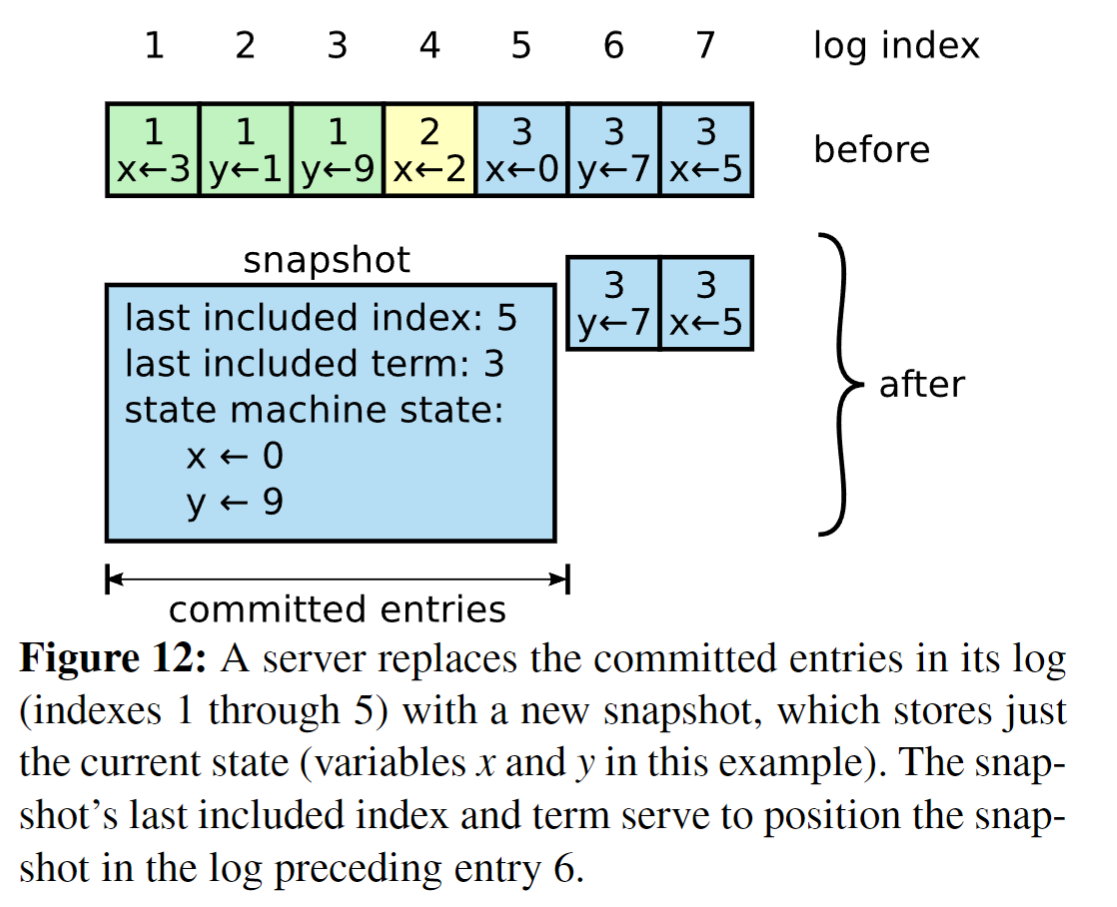 1 2 3 4 5 6 7 log index
1 1 1 2 3 3 3
before
x←3 y←1 y←9 x←2 x←0 y←7 x←5
snapshot
3 3
y←7 x←5
last included index: 5
last included term: 3
state machine state:
x ← 0
y ← 9
after
committed entries
Figure 12: A server replaces the committed entries in its log
(indexes 1 through 5) with a new snapshot, which stores just
the current state (variables x and y in this example). The snap-
shot’s last included index and term serve to position the snap-
shot in the log preceding entry 6.